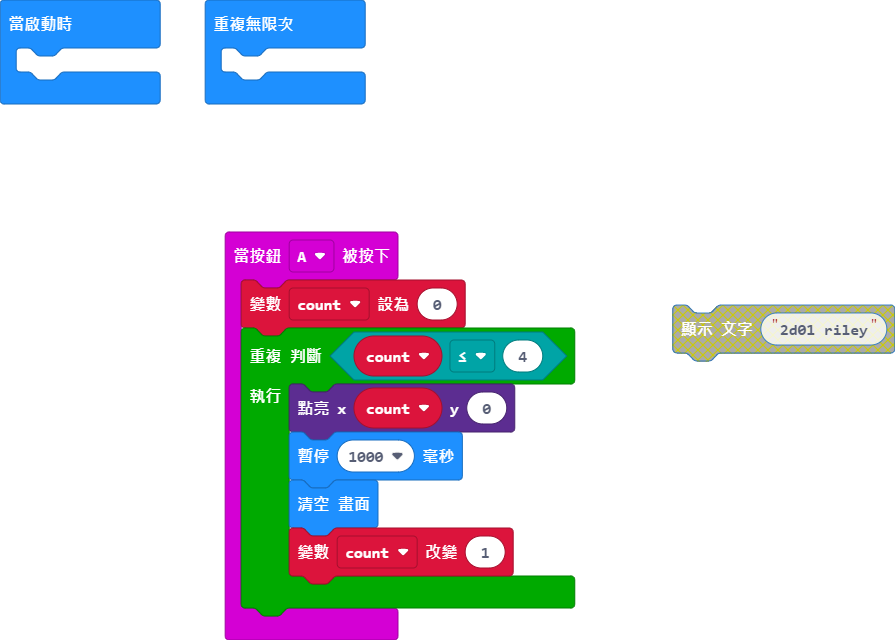 當啟動時
重複無限次
當按鈕 A 被按下
變數 count 設為 0
重複 判斷 count ≤ 4
執行
點亮 x count y 0
暫停 1000 毫秒
清空 畫面
變數 count 改變 1
顯示 文字 "2d01 riley"